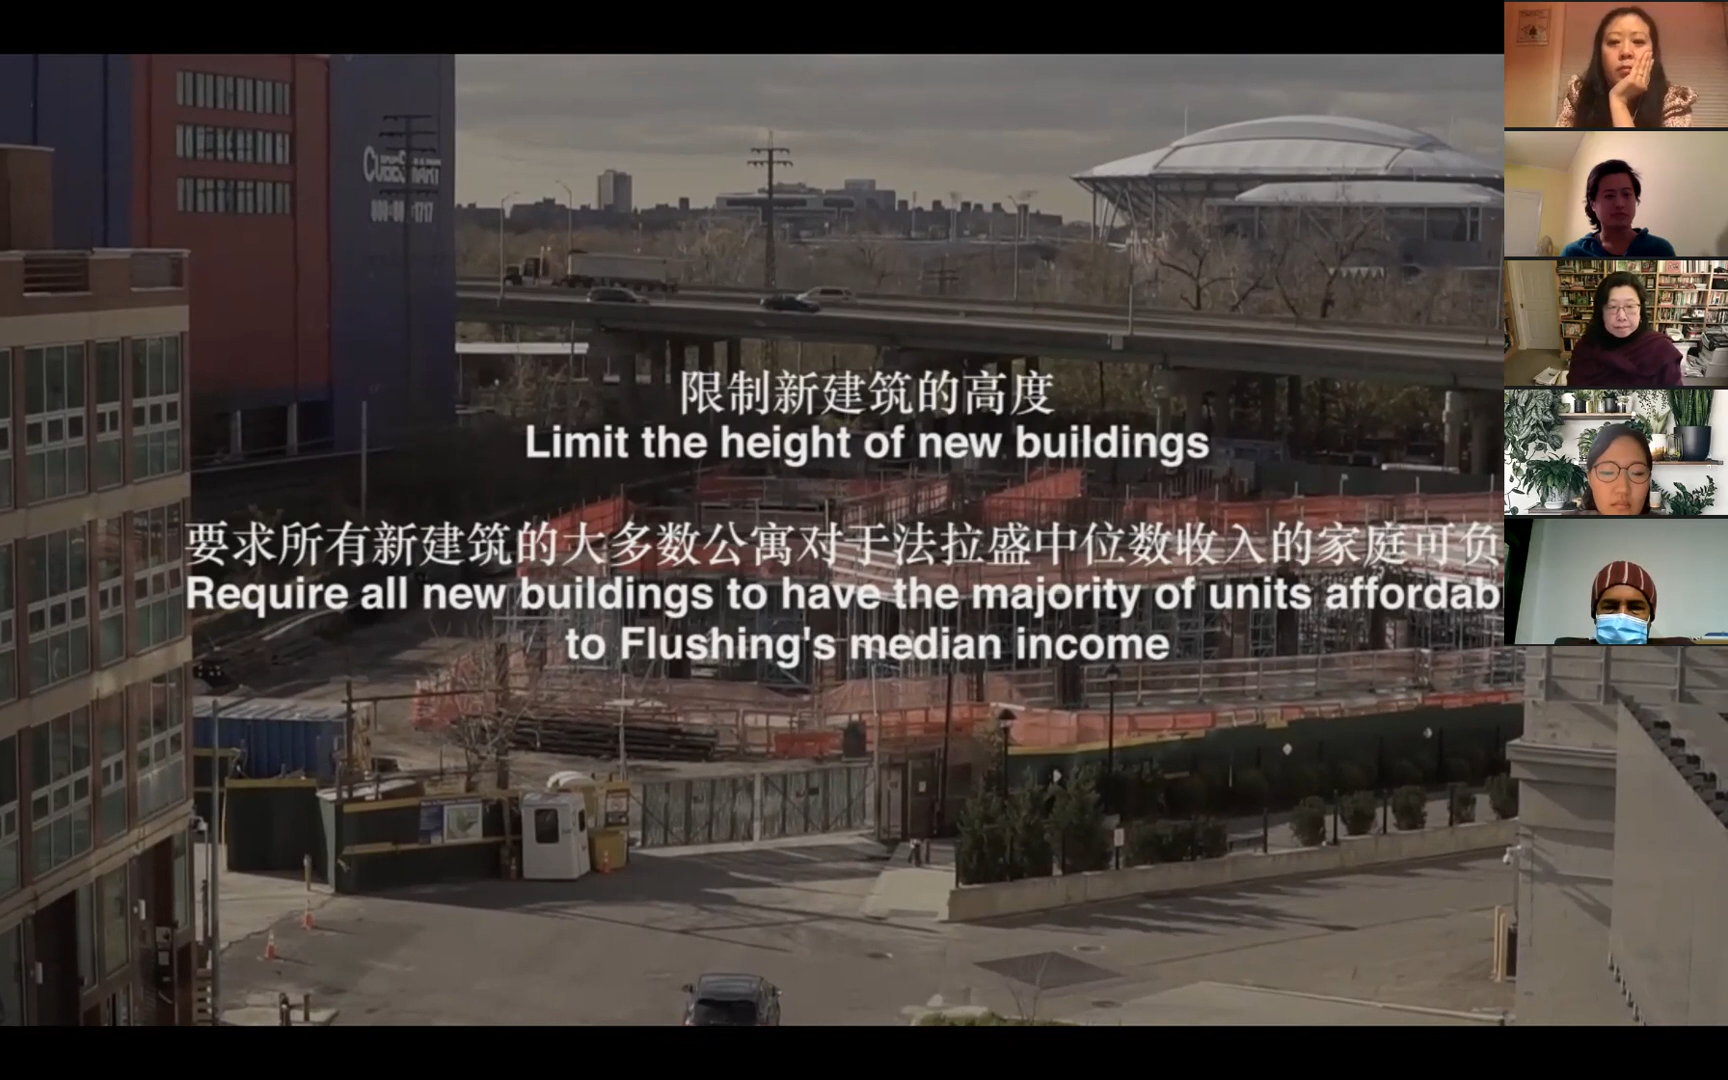 CubeSmart
限制新建筑的高度
Limit the height of new buildings
要求所有新建筑的大多数公寓对于法拉盛中位数收入的家庭可负
Require all new buildings to have the majority of units affordab
to Flushing's median income